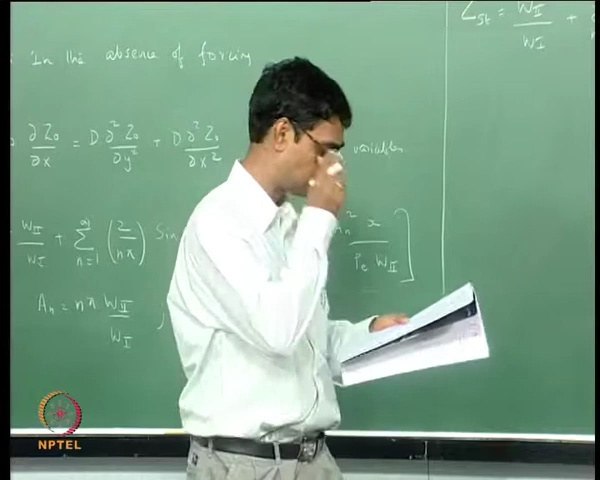 In the absence of forcing
∂Z₀/∂x = D ∂²Z₀/∂y² + D ∂²Z₀/∂x²
variables
W_II/W_I + Σ_{n=1}^{∞} (2/nπ) Sin
x / Pe W_II ]
A_n = nπ W_II/W_I ,
Z_St = W_II/W_I +
NPTEL